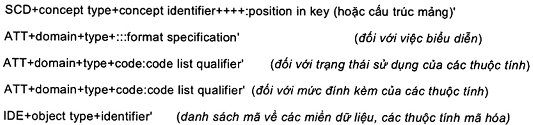 SCD+concept type+concept identifier++++:position in key (hoặc cấu trúc mảng)'
ATT+domain+type+:::format specification' (đối với việc biểu diễn)
ATT+domain+type+code:code list qualifier' (đối với trạng thái sử dụng của các thuộc tính)
ATT+domain+type+code:code list qualifier' (đối với mức đính kèm của các thuộc tính)
IDE+object type+identifier' (danh sách mã về các miền dữ liệu, các thuộc tính mã hóa)